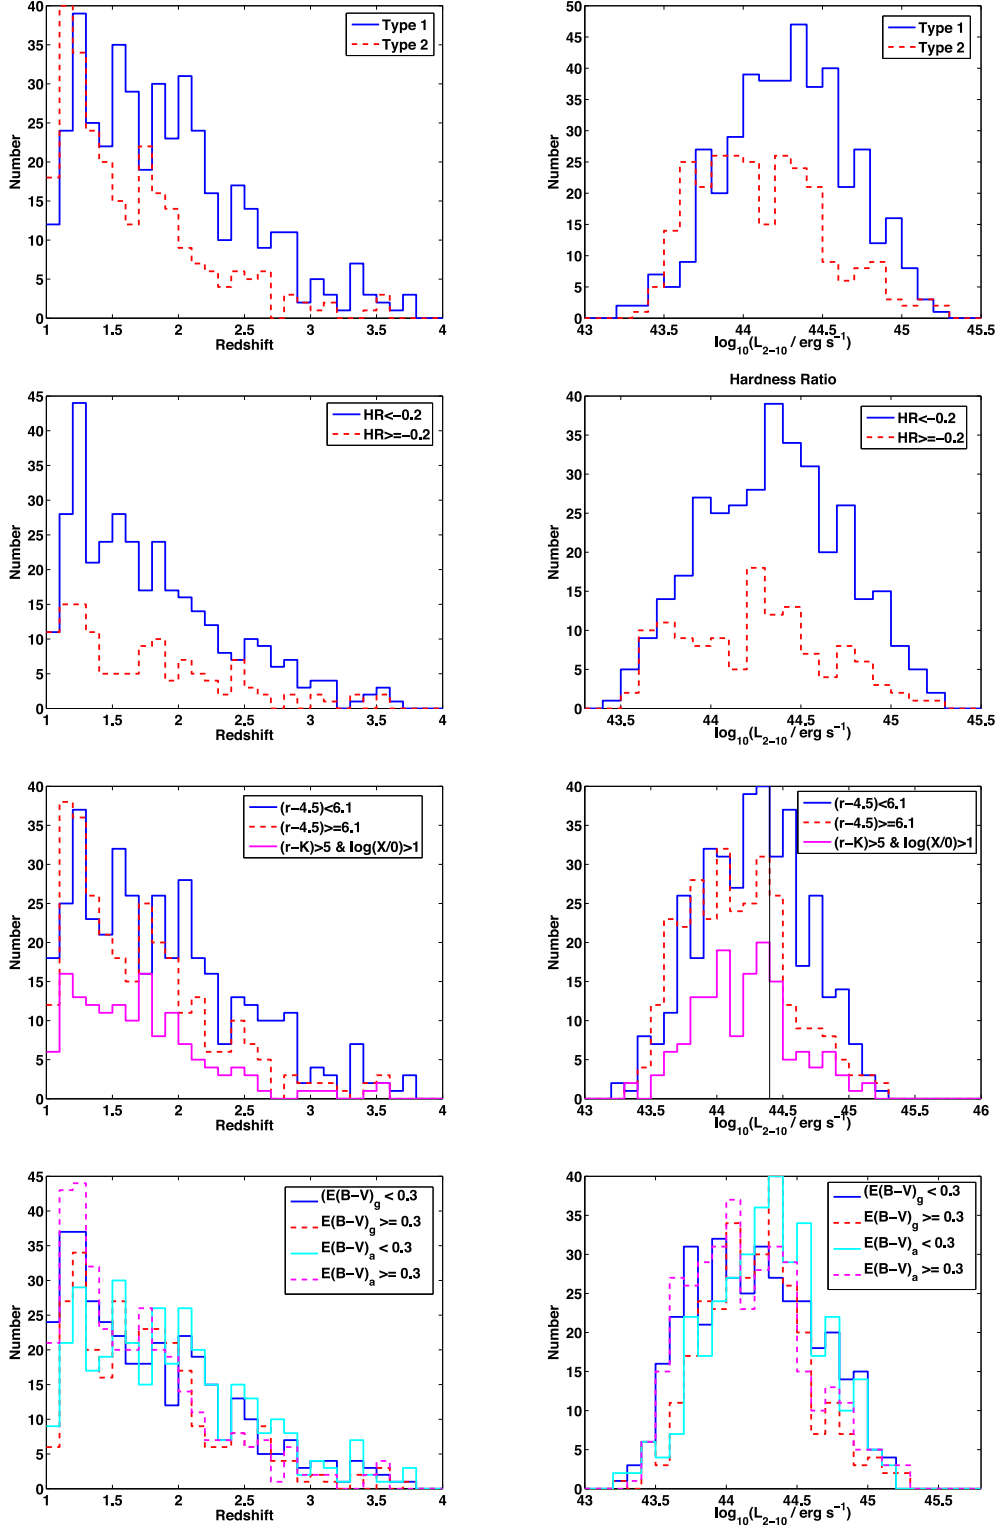 40
35
30
25
20
15
10
5
0
Number
Type 1
Type 2
1 1.5 2 2.5 3 3.5 4
Redshift
50
45
40
35
30
25
20
15
10
5
0
Number
Type 1
Type 2
43 43.5 44 44.5 45 45.5
log10(L2−10 / erg s−1)
45
40
35
30
25
20
15
10
5
0
Number
HR<−0.2
HR>=−0.2
1 1.5 2 2.5 3 3.5 4
Redshift
Hardness Ratio
40
35
30
25
20
15
10
5
0
Number
HR<−0.2
HR>=−0.2
43.5 44 44.5 45 45.5
log10(L2−10 / erg s−1)
40
35
30
25
20
15
10
5
0
Number
(r−4.5)<6.1
(r−4.5)>=6.1
(r−K)>5 & log(X/0)>1
1 1.5 2 2.5 3 3.5 4
Redshift
40
35
30
25
20
15
10
5
0
Number
(r−4.5)<6.1
(r−4.5)>=6.1
(r−K)>5 & log(X/0)>1
43 43.5 44 44.5 45 45.5 46
log10(L2−10 / erg s−1)
45
40
35
30
25
20
15
10
5
0
Number
(E(B−V)g < 0.3
E(B−V)g >= 0.3
E(B−V)a < 0.3
E(B−V)a >= 0.3
1 1.5 2 2.5 3 3.5 4
Redshift
40
35
30
25
20
15
10
5
0
Number
(E(B−V)g < 0.3
E(B−V)g >= 0.3
E(B−V)a < 0.3
E(B−V)a >= 0.3
43 43.5 44 44.5 45 45.5
log10(L2−10 / erg s−1)